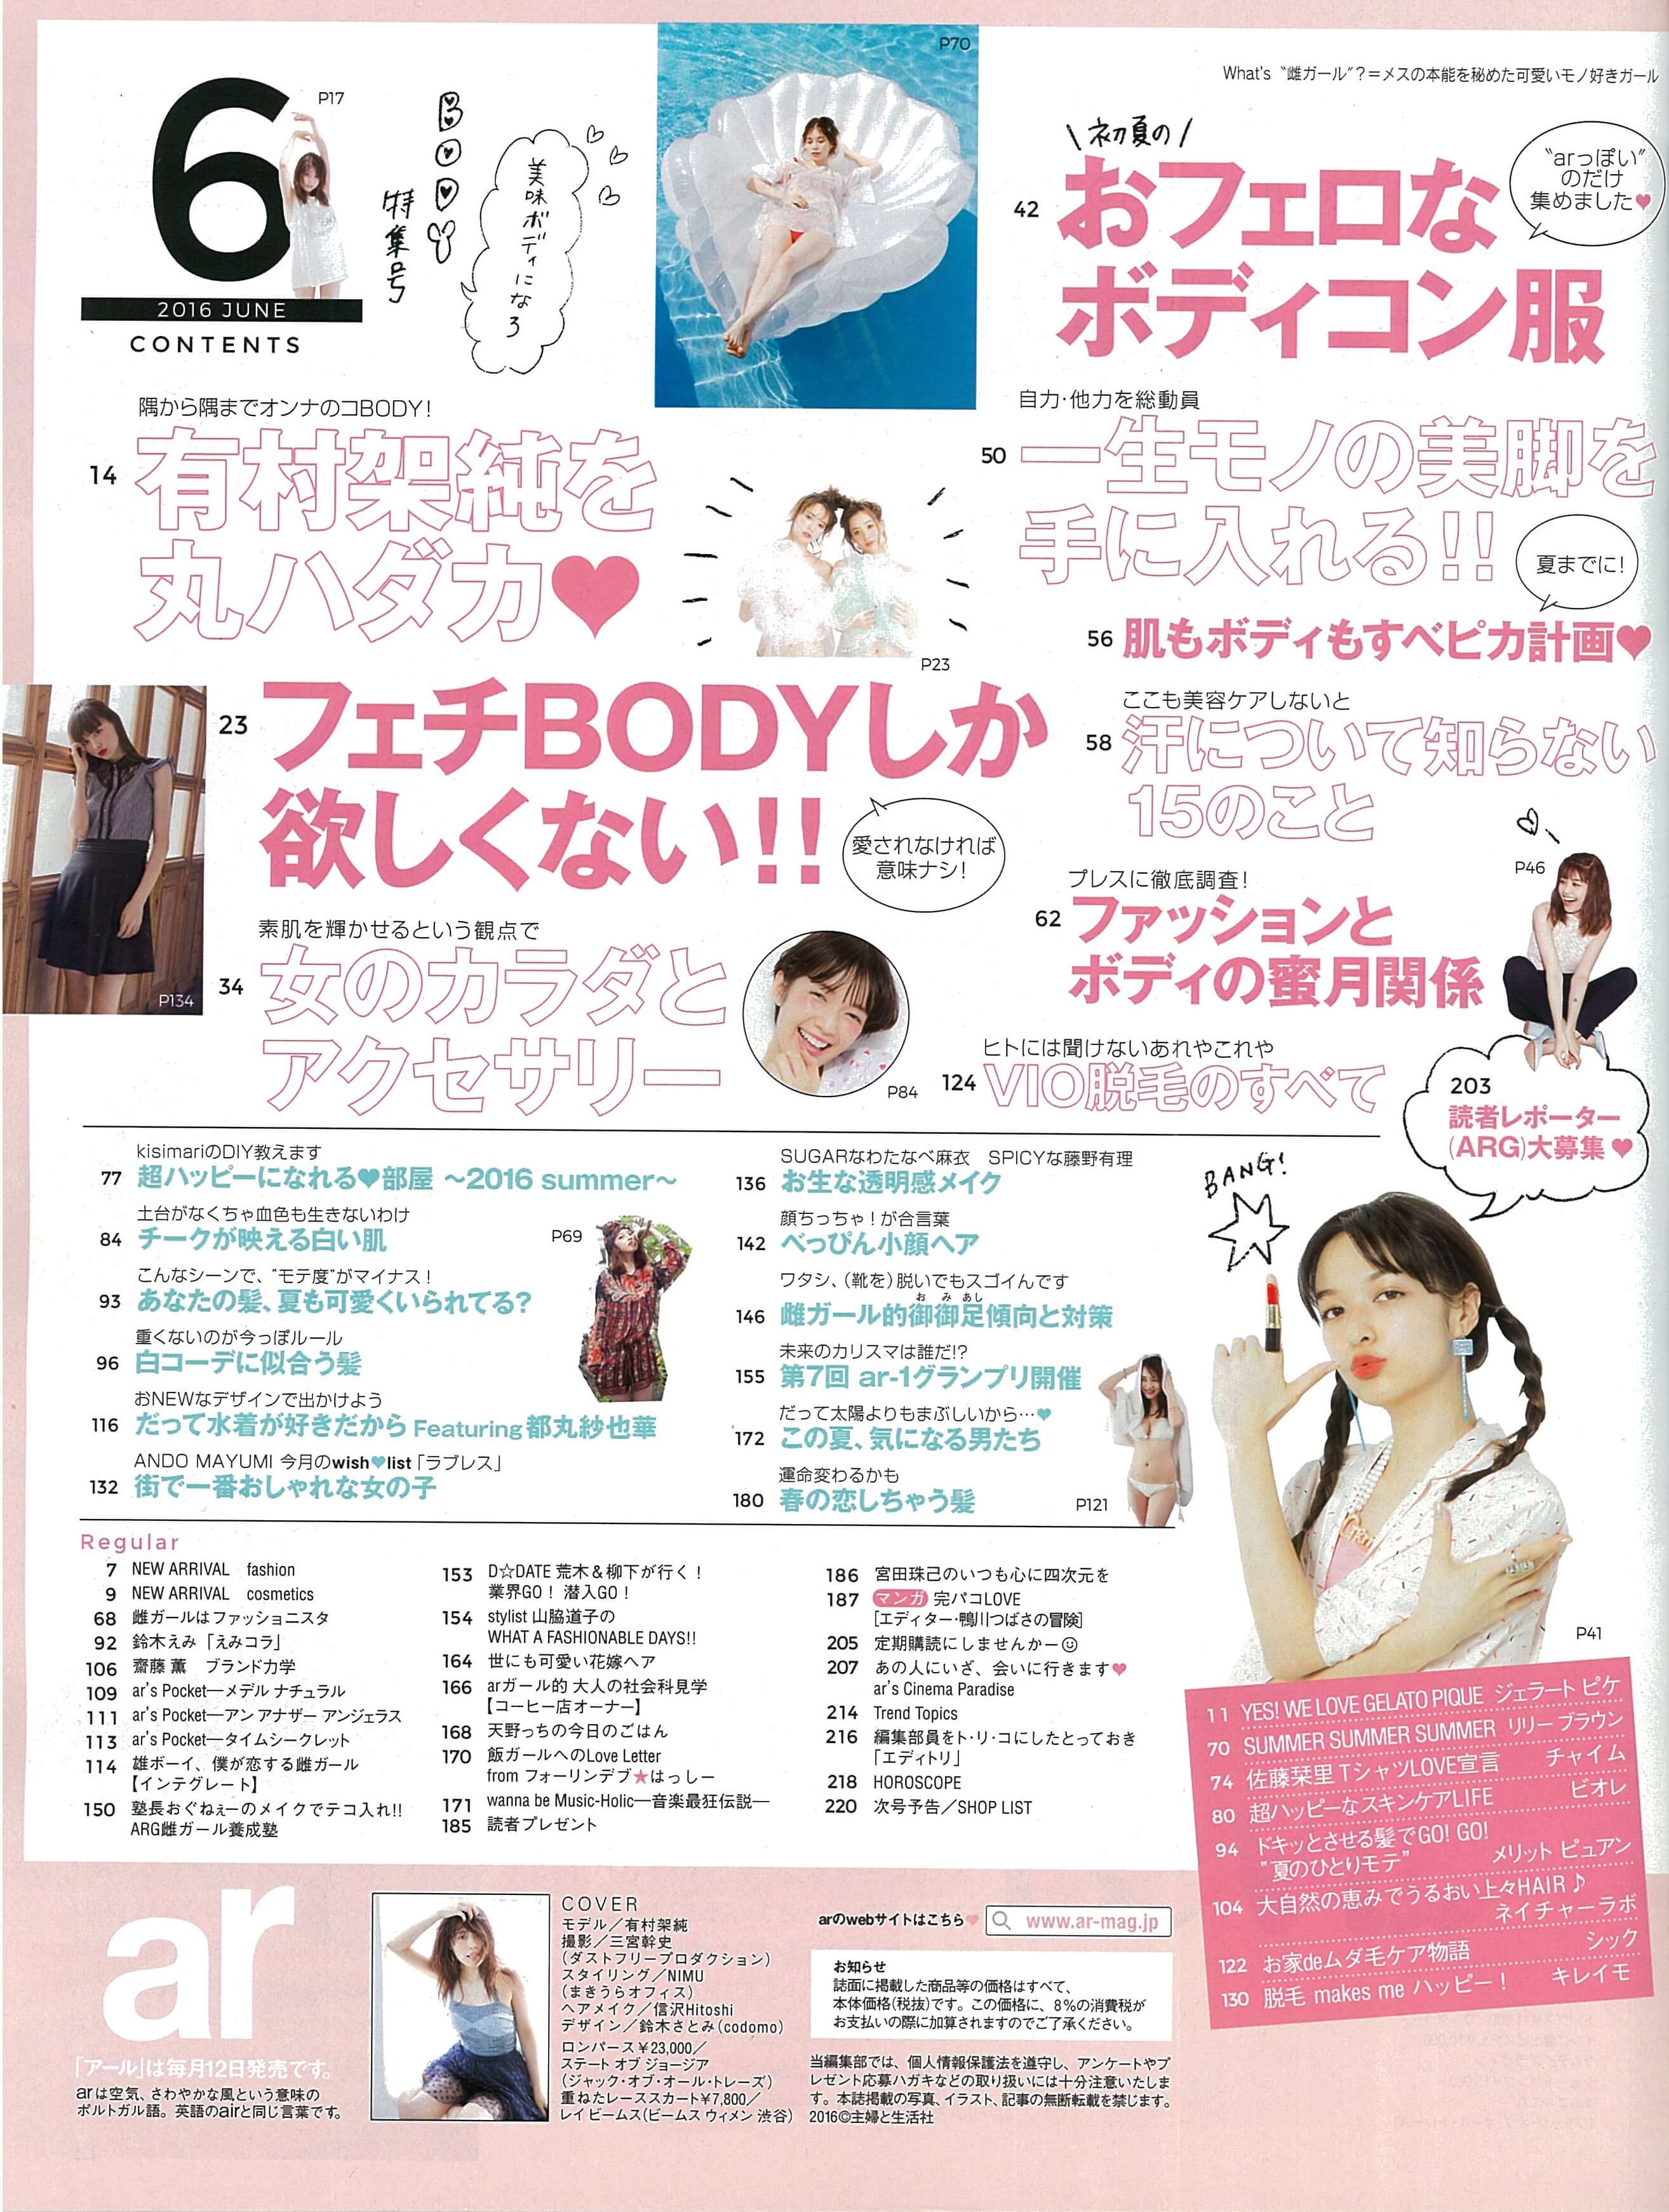 What's “雌ガール”?=メスの本能を秘めた可愛いモノ好きガール
6
P17
2016 JUNE
CONTENTS
BODY
特集号
美味ボディになろ
P70
隅から隅までオンナのコBODY!
14 有村架純を
丸ハダカ♥
P23
23 フェチBODYしか
欲しくない!!
愛されなければ
意味ナシ!
P134
素肌を輝かせるという観点で
34 女のカラダと
アクセサリー
P84
\初夏の/
42 おフェロな
ボディコン服
“arっぽい”
のだけ
集めました♥
自力・他力を総動員
50 一生モノの美脚を
手に入れる!!
夏までに!
56 肌もボディもすべピカ計画♥
ここも美容ケアしないと
58 汗について知らない
15のこと
プレスに徹底調査!
62 ファッションと
ボディの蜜月関係
P46
ヒトには聞けないあれやこれや
124 VIO脱毛のすべて
203
読者レポーター
(ARG)大募集♥
kisimariのDIY教えます
77 超ハッピーになれる♥部屋 〜2016 summer〜
土台がなくちゃ血色も生きないわけ
84 チークが映える白い肌
P69
こんなシーンで、“モテ度”がマイナス!
93 あなたの髪、夏も可愛くいられてる?
重くないのが今っぽルール
96 白コーデに似合う髪
おNEWなデザインで出かけよう
116 だって水着が好きだから Featuring 都丸紗也華
ANDO MAYUMI 今月のwish♥list「ラブレス」
132 街で一番おしゃれな女の子
SUGARなわたなべ麻衣 SPICYな藤野有理
136 お生な透明感メイク
顔ちっちゃ!が合言葉
142 べっぴん小顔ヘア
ワタシ、(靴を)脱いでもスゴイんです
おみあし
146 雌ガール的御御足傾向と対策
未来のカリスマは誰だ!?
155 第7回 ar-1グランプリ開催
だって太陽よりもまぶしいから…♥
172 この夏、気になる男たち
運命変わるかも
180 春の恋しちゃう髪
P121
BANG!
P41
Regular
7 NEW ARRIVAL fashion
9 NEW ARRIVAL cosmetics
68 雌ガールはファッショニスタ
92 鈴木えみ「えみコラ」
106 齋藤 薫 ブランド力学
109 ar's Pocket―メデル ナチュラル
111 ar's Pocket―アン アナザー アンジェラス
113 ar's Pocket―タイムシークレット
114 雄ボーイ、僕が恋する雌ガール
【インテグレート】
150 塾長おぐねぇーのメイクでテコ入れ!!
ARG雌ガール養成塾
153 D☆DATE 荒木&柳下が行く!
業界GO! 潜入GO!
154 stylist 山脇道子の
WHAT A FASHIONABLE DAYS!!
164 世にも可愛い花嫁ヘア
166 arガール的 大人の社会科見学
【コーヒー店オーナー】
168 天野っちの今日のごはん
170 飯ガールへのLove Letter
from フォーリンデブ★はっしー
171 wanna be Music-Holic―音楽最狂伝説―
185 読者プレゼント
186 宮田珠己のいつも心に四次元を
187 マンガ 完パコLOVE
[エディター・鴨川つばさの冒険]
205 定期購読にしませんかー☺
207 あの人にいざ、会いに行きます♥
ar's Cinema Paradise
214 Trend Topics
216 編集部員をト・リ・コにしたとっておき
「エディトリ」
218 HOROSCOPE
220 次号予告/SHOP LIST
11 YES! WE LOVE GELATO PIQUE ジェラート ピケ
70 SUMMER SUMMER SUMMER リリー ブラウン
74 佐藤栞里 TシャツLOVE宣言 チャイム
80 超ハッピーなスキンケアLIFE ビオレ
94 ドキッとさせる髪でGO! GO!
“夏のひとりモテ” メリット ピュアン
104 大自然の恵みでうるおい上々HAIR♪
ネイチャーラボ
122 お家deムダ毛ケア物語 シック
130 脱毛 makes me ハッピー! キレイモ
ar
「アール」は毎月12日発売です。
arは空気、さわやかな風という意味の
ポルトガル語。英語のairと同じ言葉です。
COVER
モデル/有村架純
撮影/三宮幹史
(ダストフリープロダクション)
スタイリング/NIMU
(まきうらオフィス)
ヘアメイク/信沢Hitoshi
デザイン/鈴木さとみ(codomo)
ロンパース¥23,000/
ステート オブ ジョージア
(ジャック・オブ・オール・トレーズ)
重ねたレーススカート¥7,800/
レイ ビームス(ビームス ウィメン 渋谷)
arのwebサイトはこちら♥ www.ar-mag.jp
お知らせ
誌面に掲載した商品等の価格はすべて、
本体価格(税抜)です。この価格に、8%の消費税が
お支払いの際に加算されますのでご了承ください。
当編集部では、個人情報保護法を遵守し、アンケートやプ
レゼント応募ハガキなどの取り扱いには十分注意いたしま
す。本誌掲載の写真、イラスト、記事の無断転載を禁じます。
2016©主婦と生活社